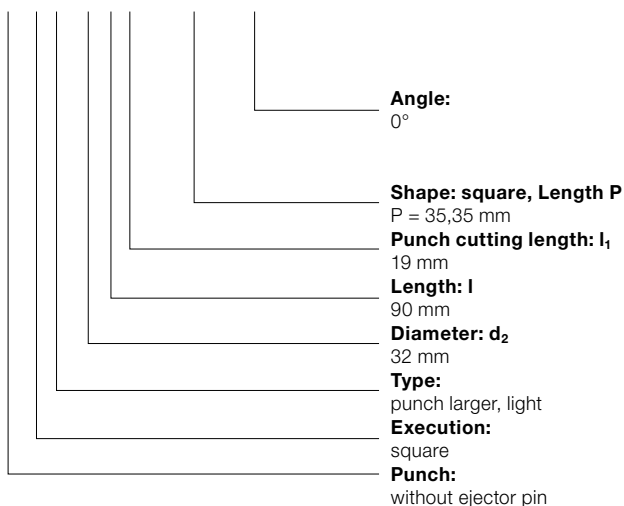 Angle:
0°
Shape: square, Length P
P = 35,35 mm
Punch cutting length: l₁
19 mm
Length: l
90 mm
Diameter: d₂
32 mm
Type:
punch larger, light
Execution:
square
Punch:
without ejector pin